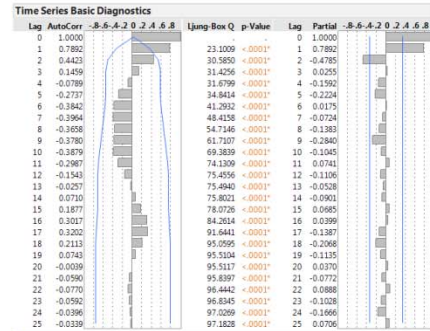 Time Series Basic Diagnostics
Lag AutoCorr -.8-.6-.4-.2 0 .2 .4 .6 .8 Ljung-Box Q p-Value Lag Partial -.8-.6-.4-.2 0 .2 .4 .6 .8
0 1.0000 . . 0 1.0000
1 0.7892 23.1009 <.0001* 1 0.7892
2 0.4423 30.5850 <.0001* 2 -0.4785
3 0.1459 31.4256 <.0001* 3 0.0255
4 -0.0789 31.6799 <.0001* 4 -0.1592
5 -0.2737 34.8414 <.0001* 5 -0.2224
6 -0.3842 41.2932 <.0001* 6 0.0175
7 -0.3964 48.4158 <.0001* 7 -0.0724
8 -0.3658 54.7146 <.0001* 8 -0.1383
9 -0.3780 61.7107 <.0001* 9 -0.2840
10 -0.3879 69.3839 <.0001* 10 -0.1045
11 -0.2987 74.1309 <.0001* 11 0.0741
12 -0.1543 75.4556 <.0001* 12 -0.1106
13 -0.0257 75.4940 <.0001* 13 -0.0528
14 0.0710 75.8021 <.0001* 14 -0.0901
15 0.1877 78.0726 <.0001* 15 0.0685
16 0.3017 84.2614 <.0001* 16 0.0399
17 0.3202 91.6441 <.0001* 17 -0.1387
18 0.2113 95.0595 <.0001* 18 -0.2068
19 0.0743 95.5104 <.0001* 19 -0.1135
20 -0.0039 95.5117 <.0001* 20 0.0370
21 -0.0590 95.8397 <.0001* 21 -0.0772
22 -0.0770 96.4442 <.0001* 22 0.0888
23 -0.0592 96.8345 <.0001* 23 -0.1028
24 -0.0396 97.0269 <.0001* 24 -0.1666
25 -0.0339 97.1828 <.0001* 25 0.0706